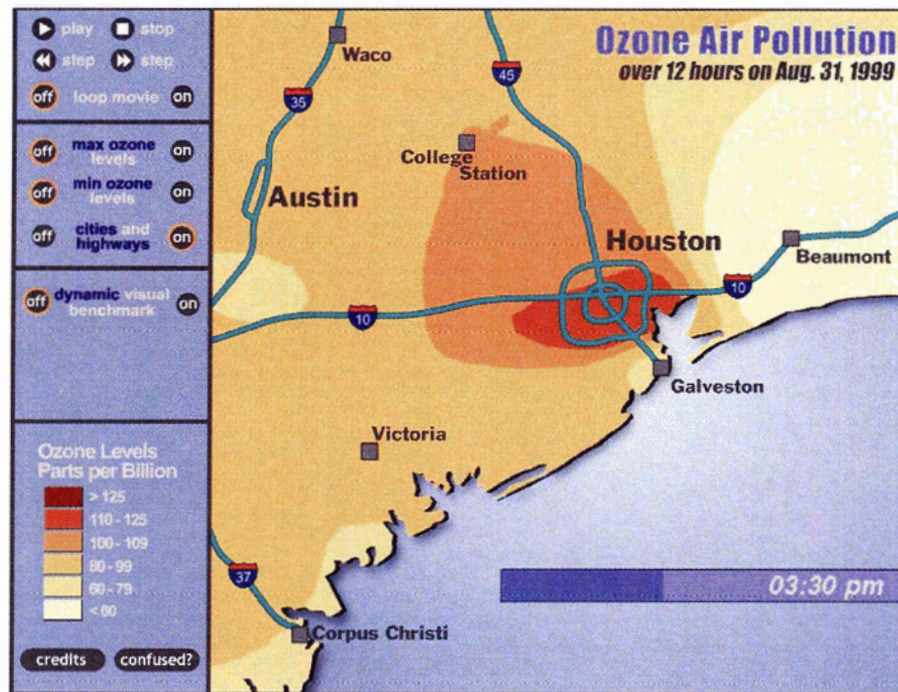 play stop
step step
off loop movie on
off max ozone levels on
off min ozone levels on
off cities and highways on
off dynamic visual benchmark on
Ozone Levels
Parts per Billion
> 125
110 - 125
100 - 109
80 - 99
60 - 79
< 60
credits confused?
Ozone Air Pollution
over 12 hours on Aug. 31, 1999
Waco
45
35
College
Station
Austin
Houston
Beaumont
10
10
Galveston
Victoria
37
03:30 pm
Corpus Christi